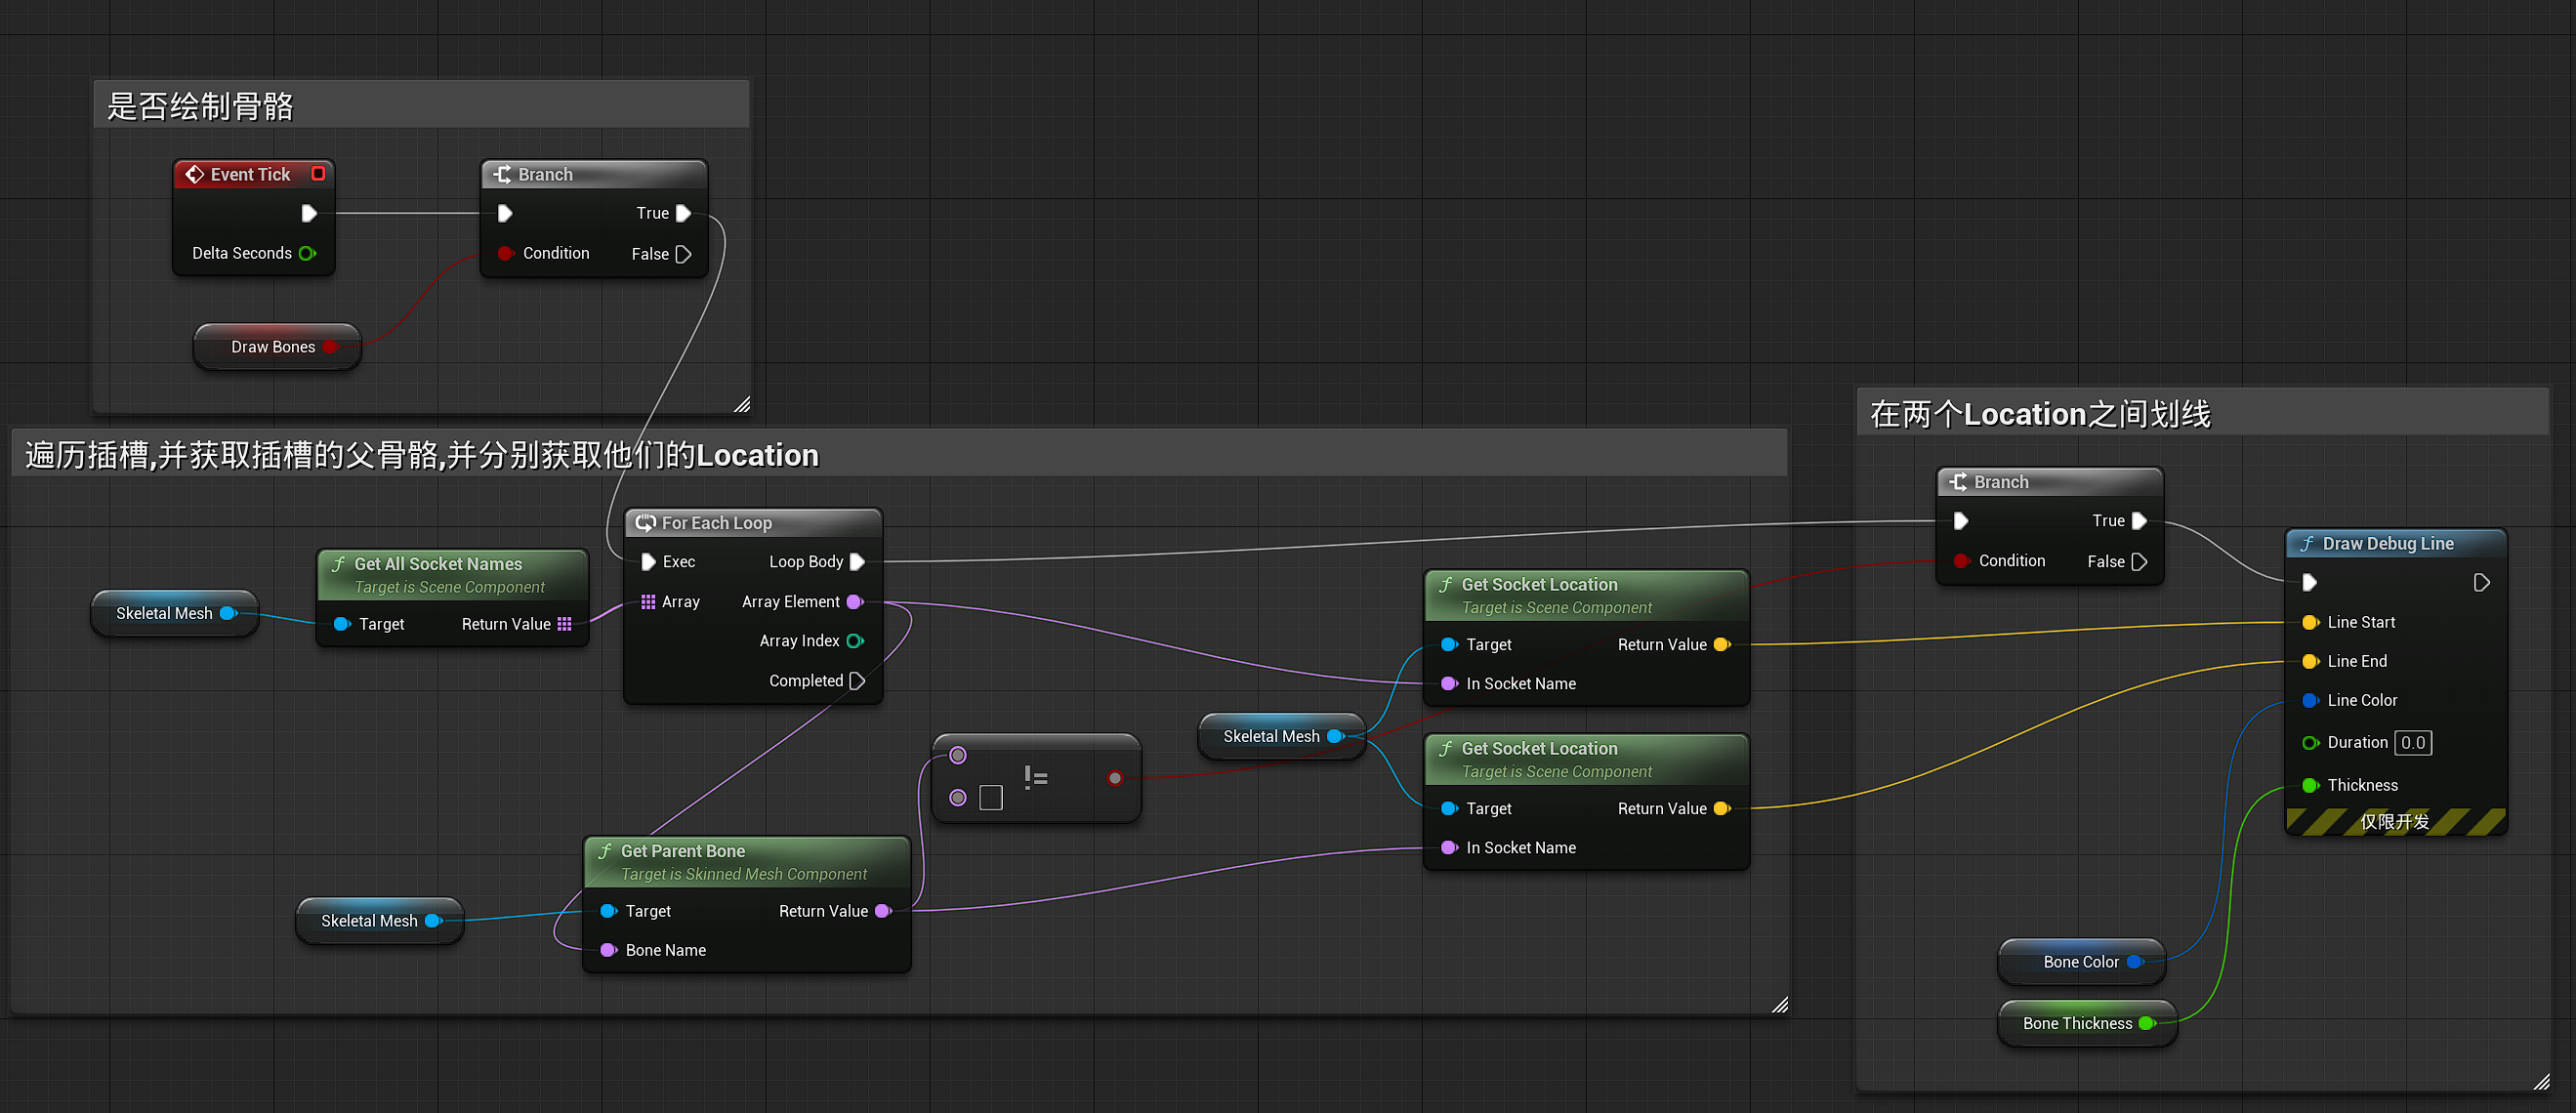 是否绘制骨骼
Event Tick
Delta Seconds
Draw Bones
Branch
True
Condition
False
遍历插槽,并获取插槽的父骨骼,并分别获取他们的Location
Skeletal Mesh
Get All Socket Names
Target is Scene Component
Target
Return Value
For Each Loop
Exec
Loop Body
Array
Array Element
Array Index
Completed
Skeletal Mesh
Get Parent Bone
Target is Skinned Mesh Component
Target
Return Value
Bone Name
!=
Skeletal Mesh
Get Socket Location
Target is Scene Component
Target
Return Value
In Socket Name
Get Socket Location
Target is Scene Component
Target
Return Value
In Socket Name
在两个Location之间划线
Branch
True
Condition
False
Draw Debug Line
Line Start
Line End
Line Color
Duration 0.0
Thickness
仅限开发
Bone Color
Bone Thickness